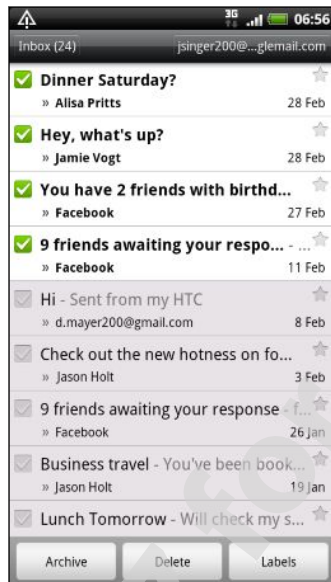 3G 06:56
Inbox (24) jsinger200@...glemail.com
Dinner Saturday?
» Alisa Pritts 28 Feb
Hey, what's up?
» Jamie Vogt 28 Feb
You have 2 friends with birthd...
» Facebook 27 Feb
9 friends awaiting your respo... - ...
» Facebook 11 Feb
Hi - Sent from my HTC
» d.mayer200@gmail.com 8 Feb
Check out the new hotness on fo...
» Jason Holt 3 Feb
9 friends awaiting your response - f...
» Facebook 26 Jan
Business travel - You've been book...
» Jason Holt 19 Jan
Lunch Tomorrow - Will check my s...
Archive Delete Labels